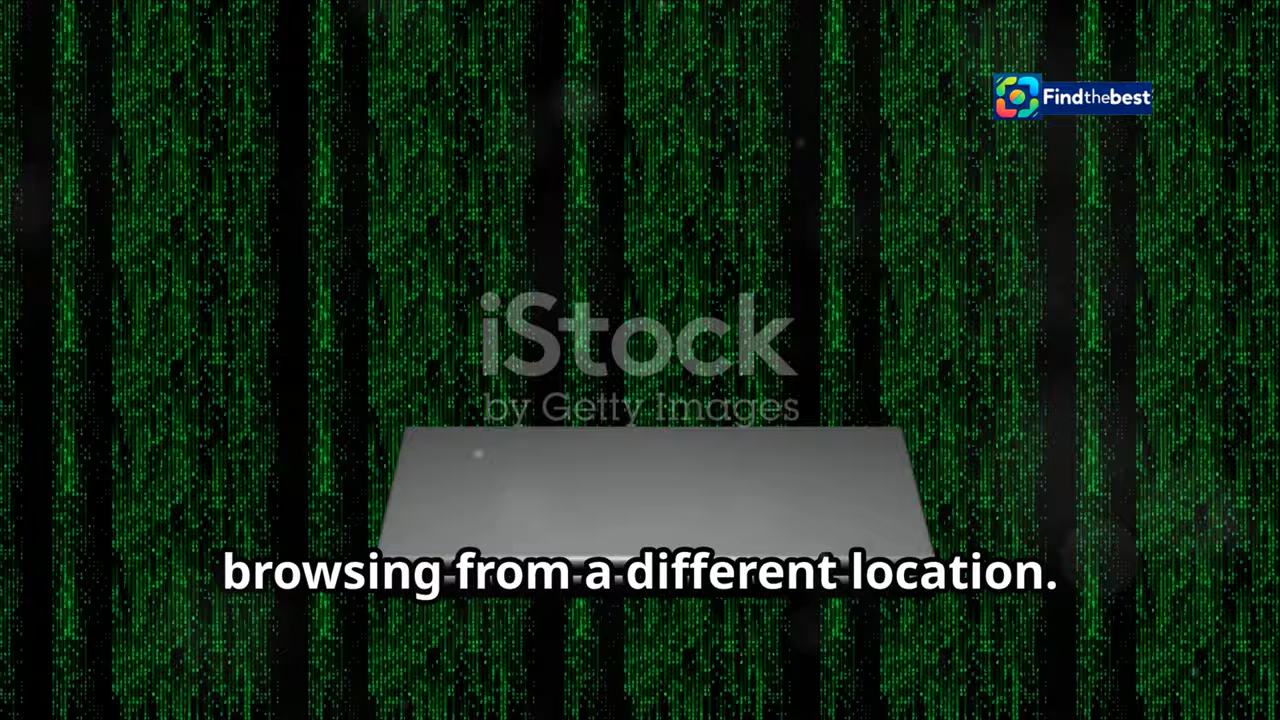 Findthebest
iStock
by Getty Images
browsing from a different location.